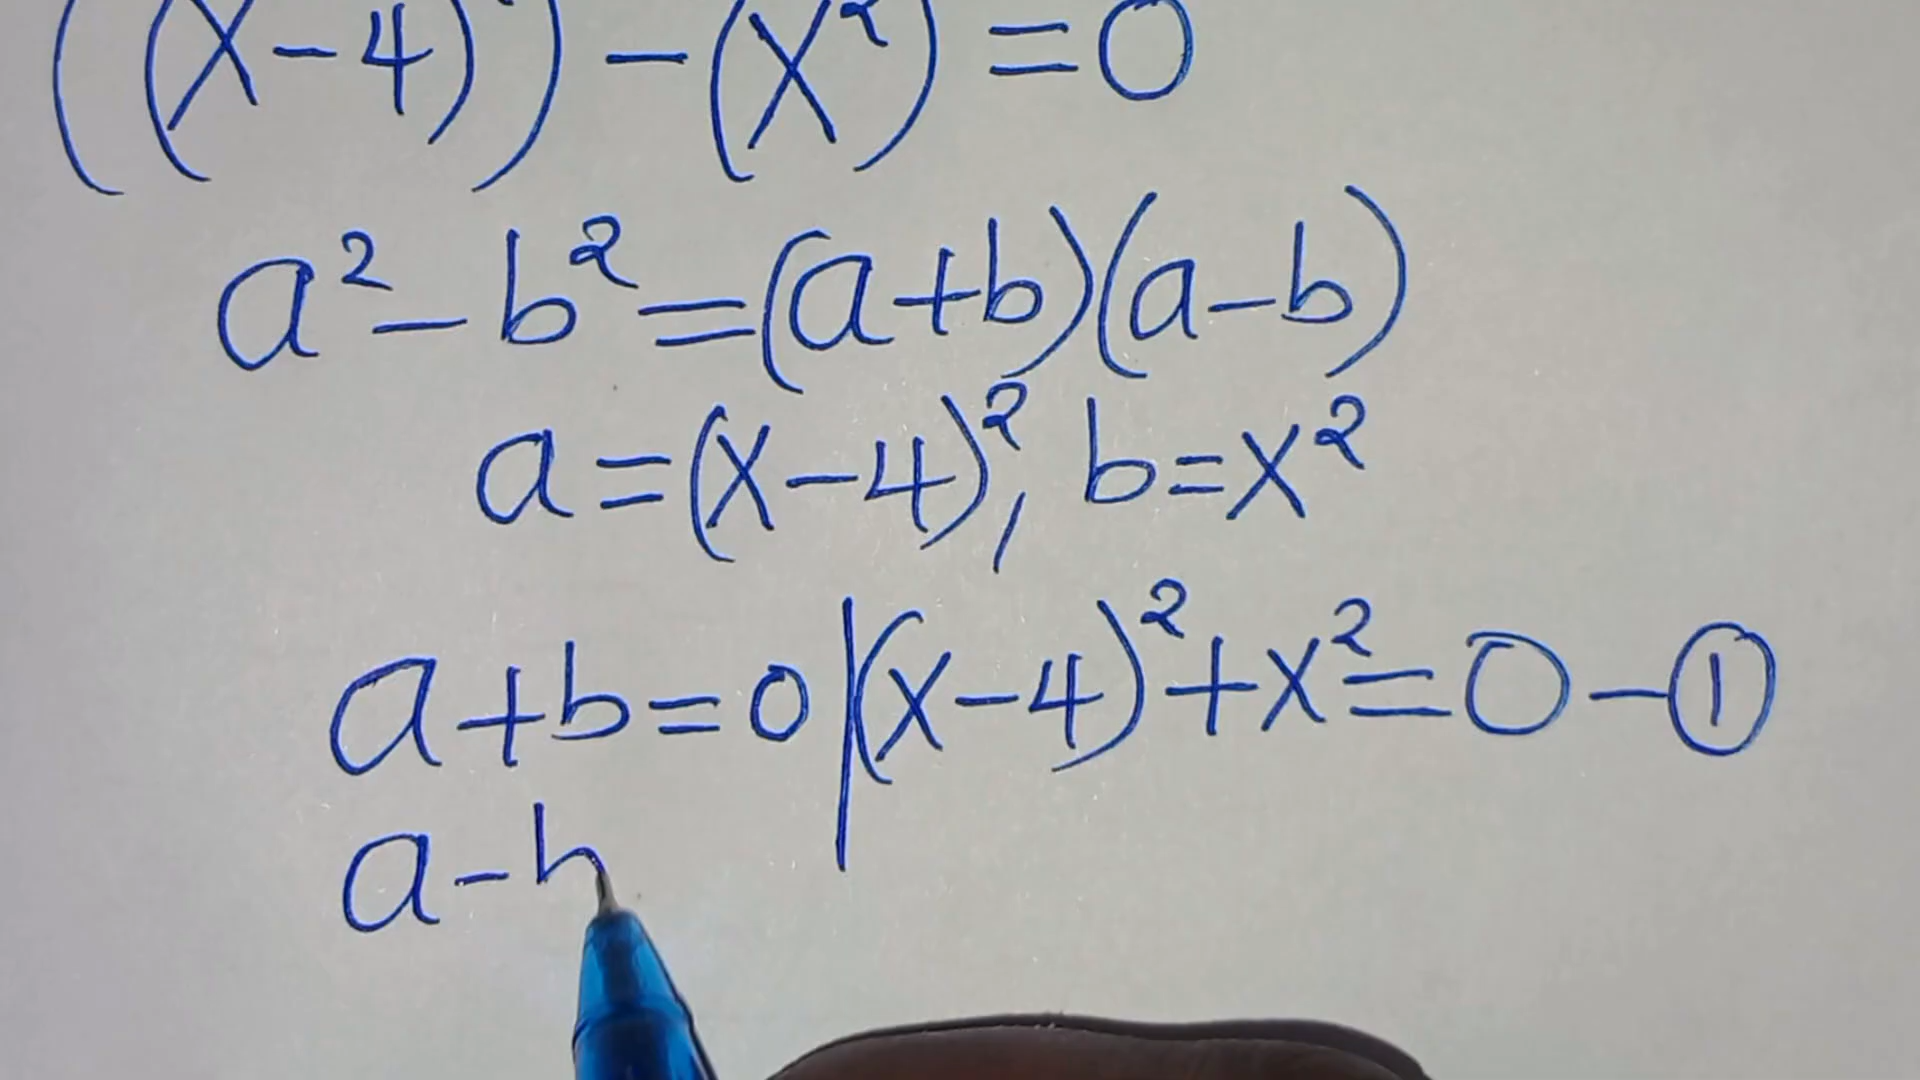 ((x-4)²) - (x²) = 0
a² - b² = (a+b)(a-b)
a = (x-4)², b = x²
a+b = 0 | (x-4)² + x² = 0 - ①
a - b